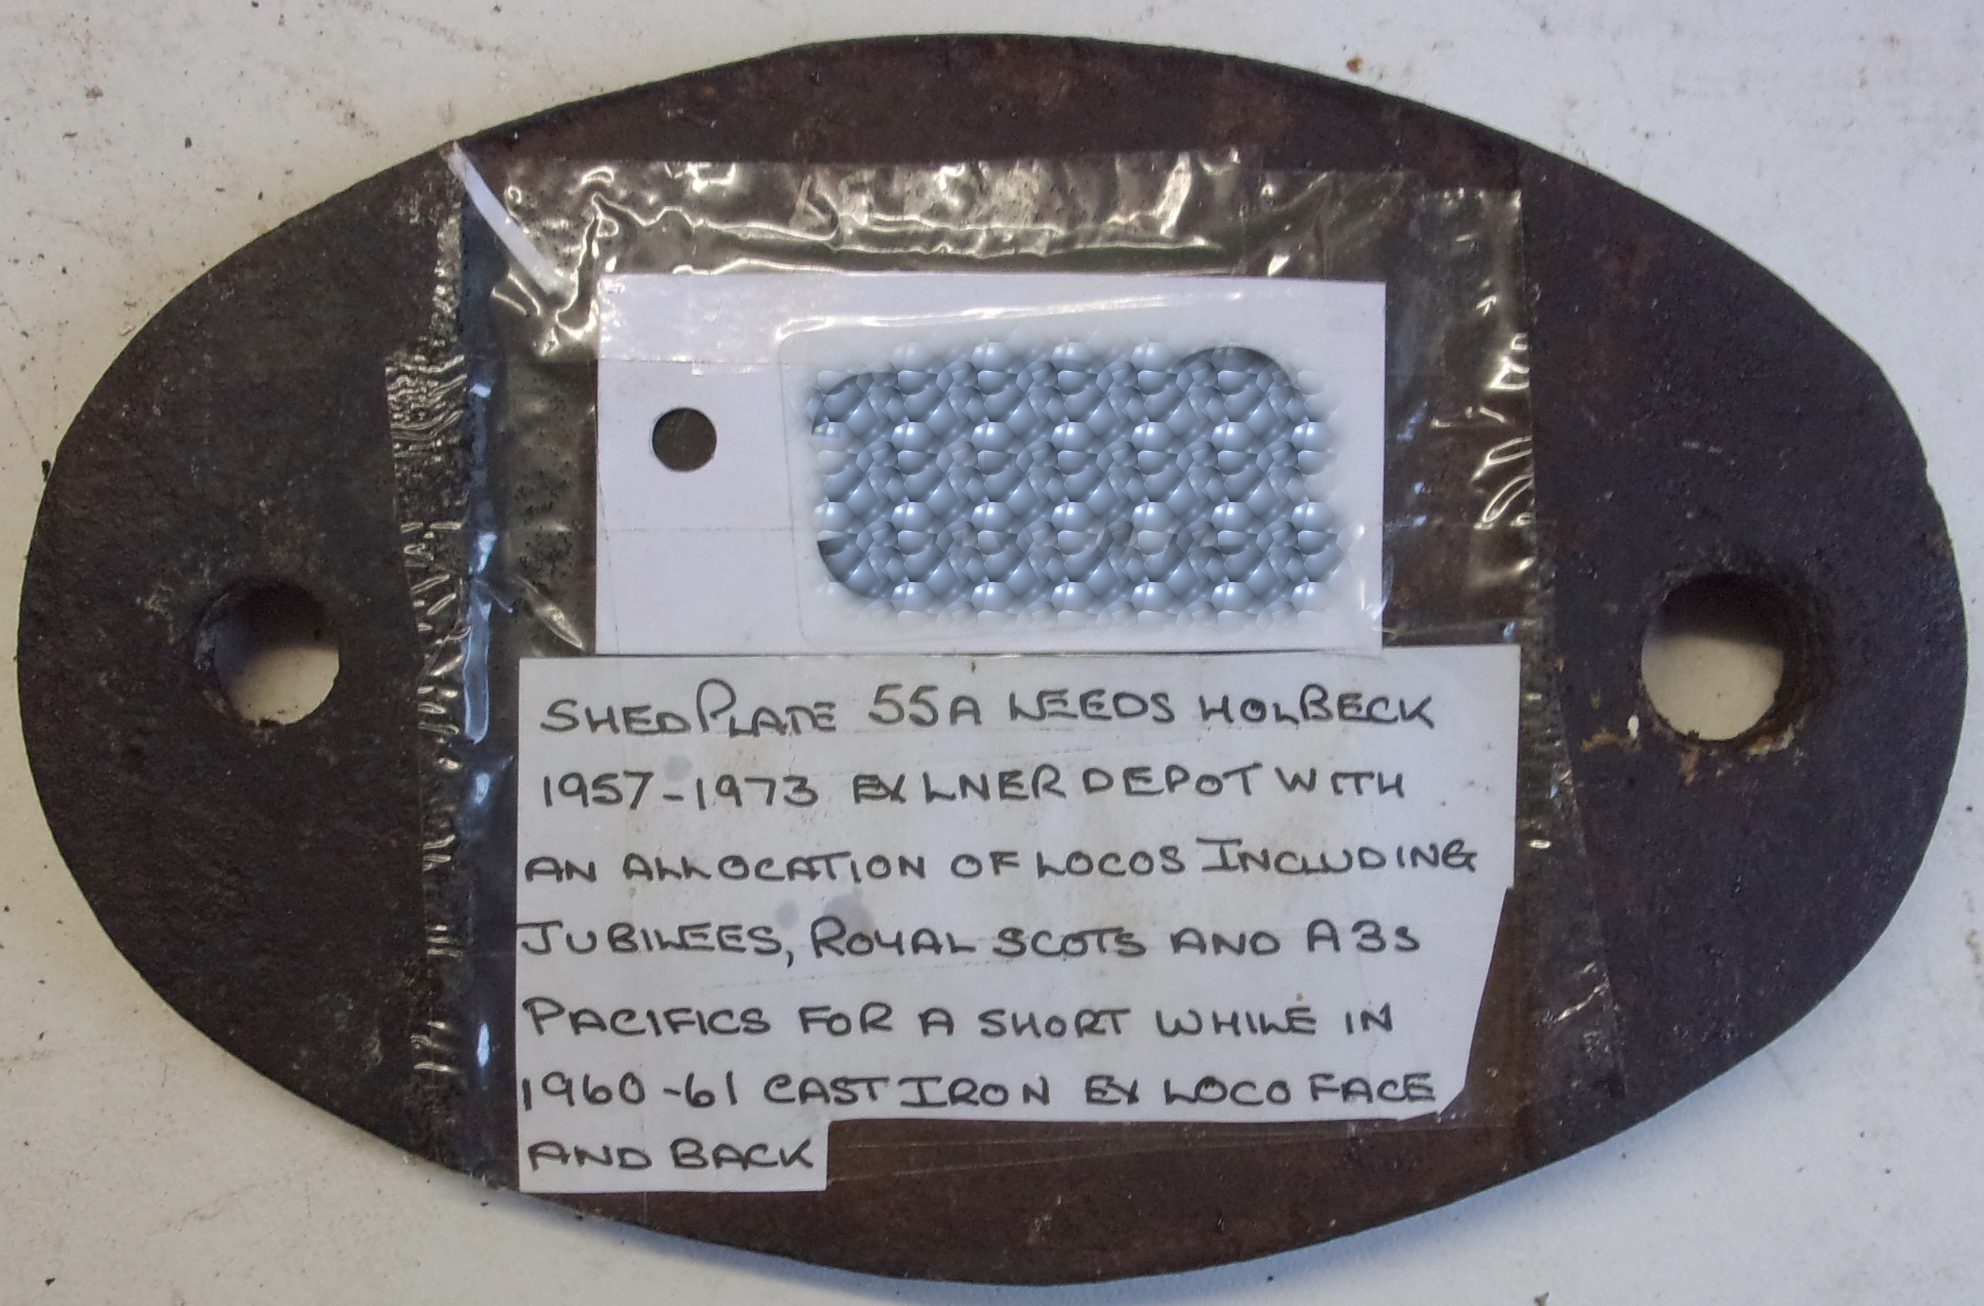 SHEDPLATE 55A LEEDS HOLBECK
1957-1973 EX LNER DEPOT WITH
AN ALLOCATION OF LOCOS INCLUDING
JUBILEES, ROYAL SCOTS AND A3S
PACIFICS FOR A SHORT WHILE IN
1960-61 CAST IRON EX LOCO FACE
AND BACK